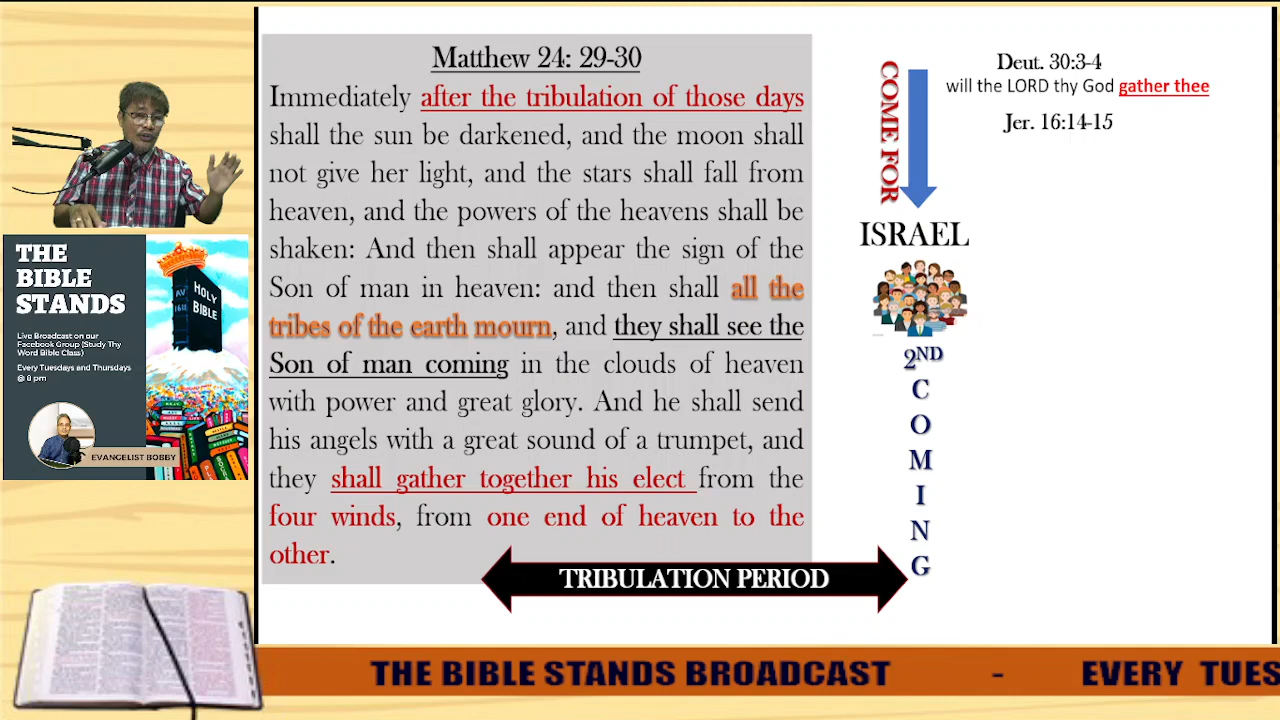 Matthew 24: 29-30
Immediately after the tribulation of those days
shall the sun be darkened, and the moon shall
not give her light, and the stars shall fall from
heaven, and the powers of the heavens shall be
shaken: And then shall appear the sign of the
Son of man in heaven: and then shall all the
tribes of the earth mourn, and they shall see the
Son of man coming in the clouds of heaven
with power and great glory. And he shall send
his angels with a great sound of a trumpet, and
they shall gather together his elect from the
four winds, from one end of heaven to the
other.
TRIBULATION PERIOD
COME FOR
ISRAEL
2ND
C
O
M
I
N
G
Deut. 30:3-4
will the LORD thy God gather thee
Jer. 16:14-15
THE
BIBLE
STANDS
Live Broadcast on our
Facebook Group (Study Thy
Word Bible Class)
Every Tuesdays and Thursdays
@ 8 pm
EVANGELIST BOBBY
AV
1611
HOLY
BIBLE
THE BIBLE STANDS BROADCAST - EVERY TUES